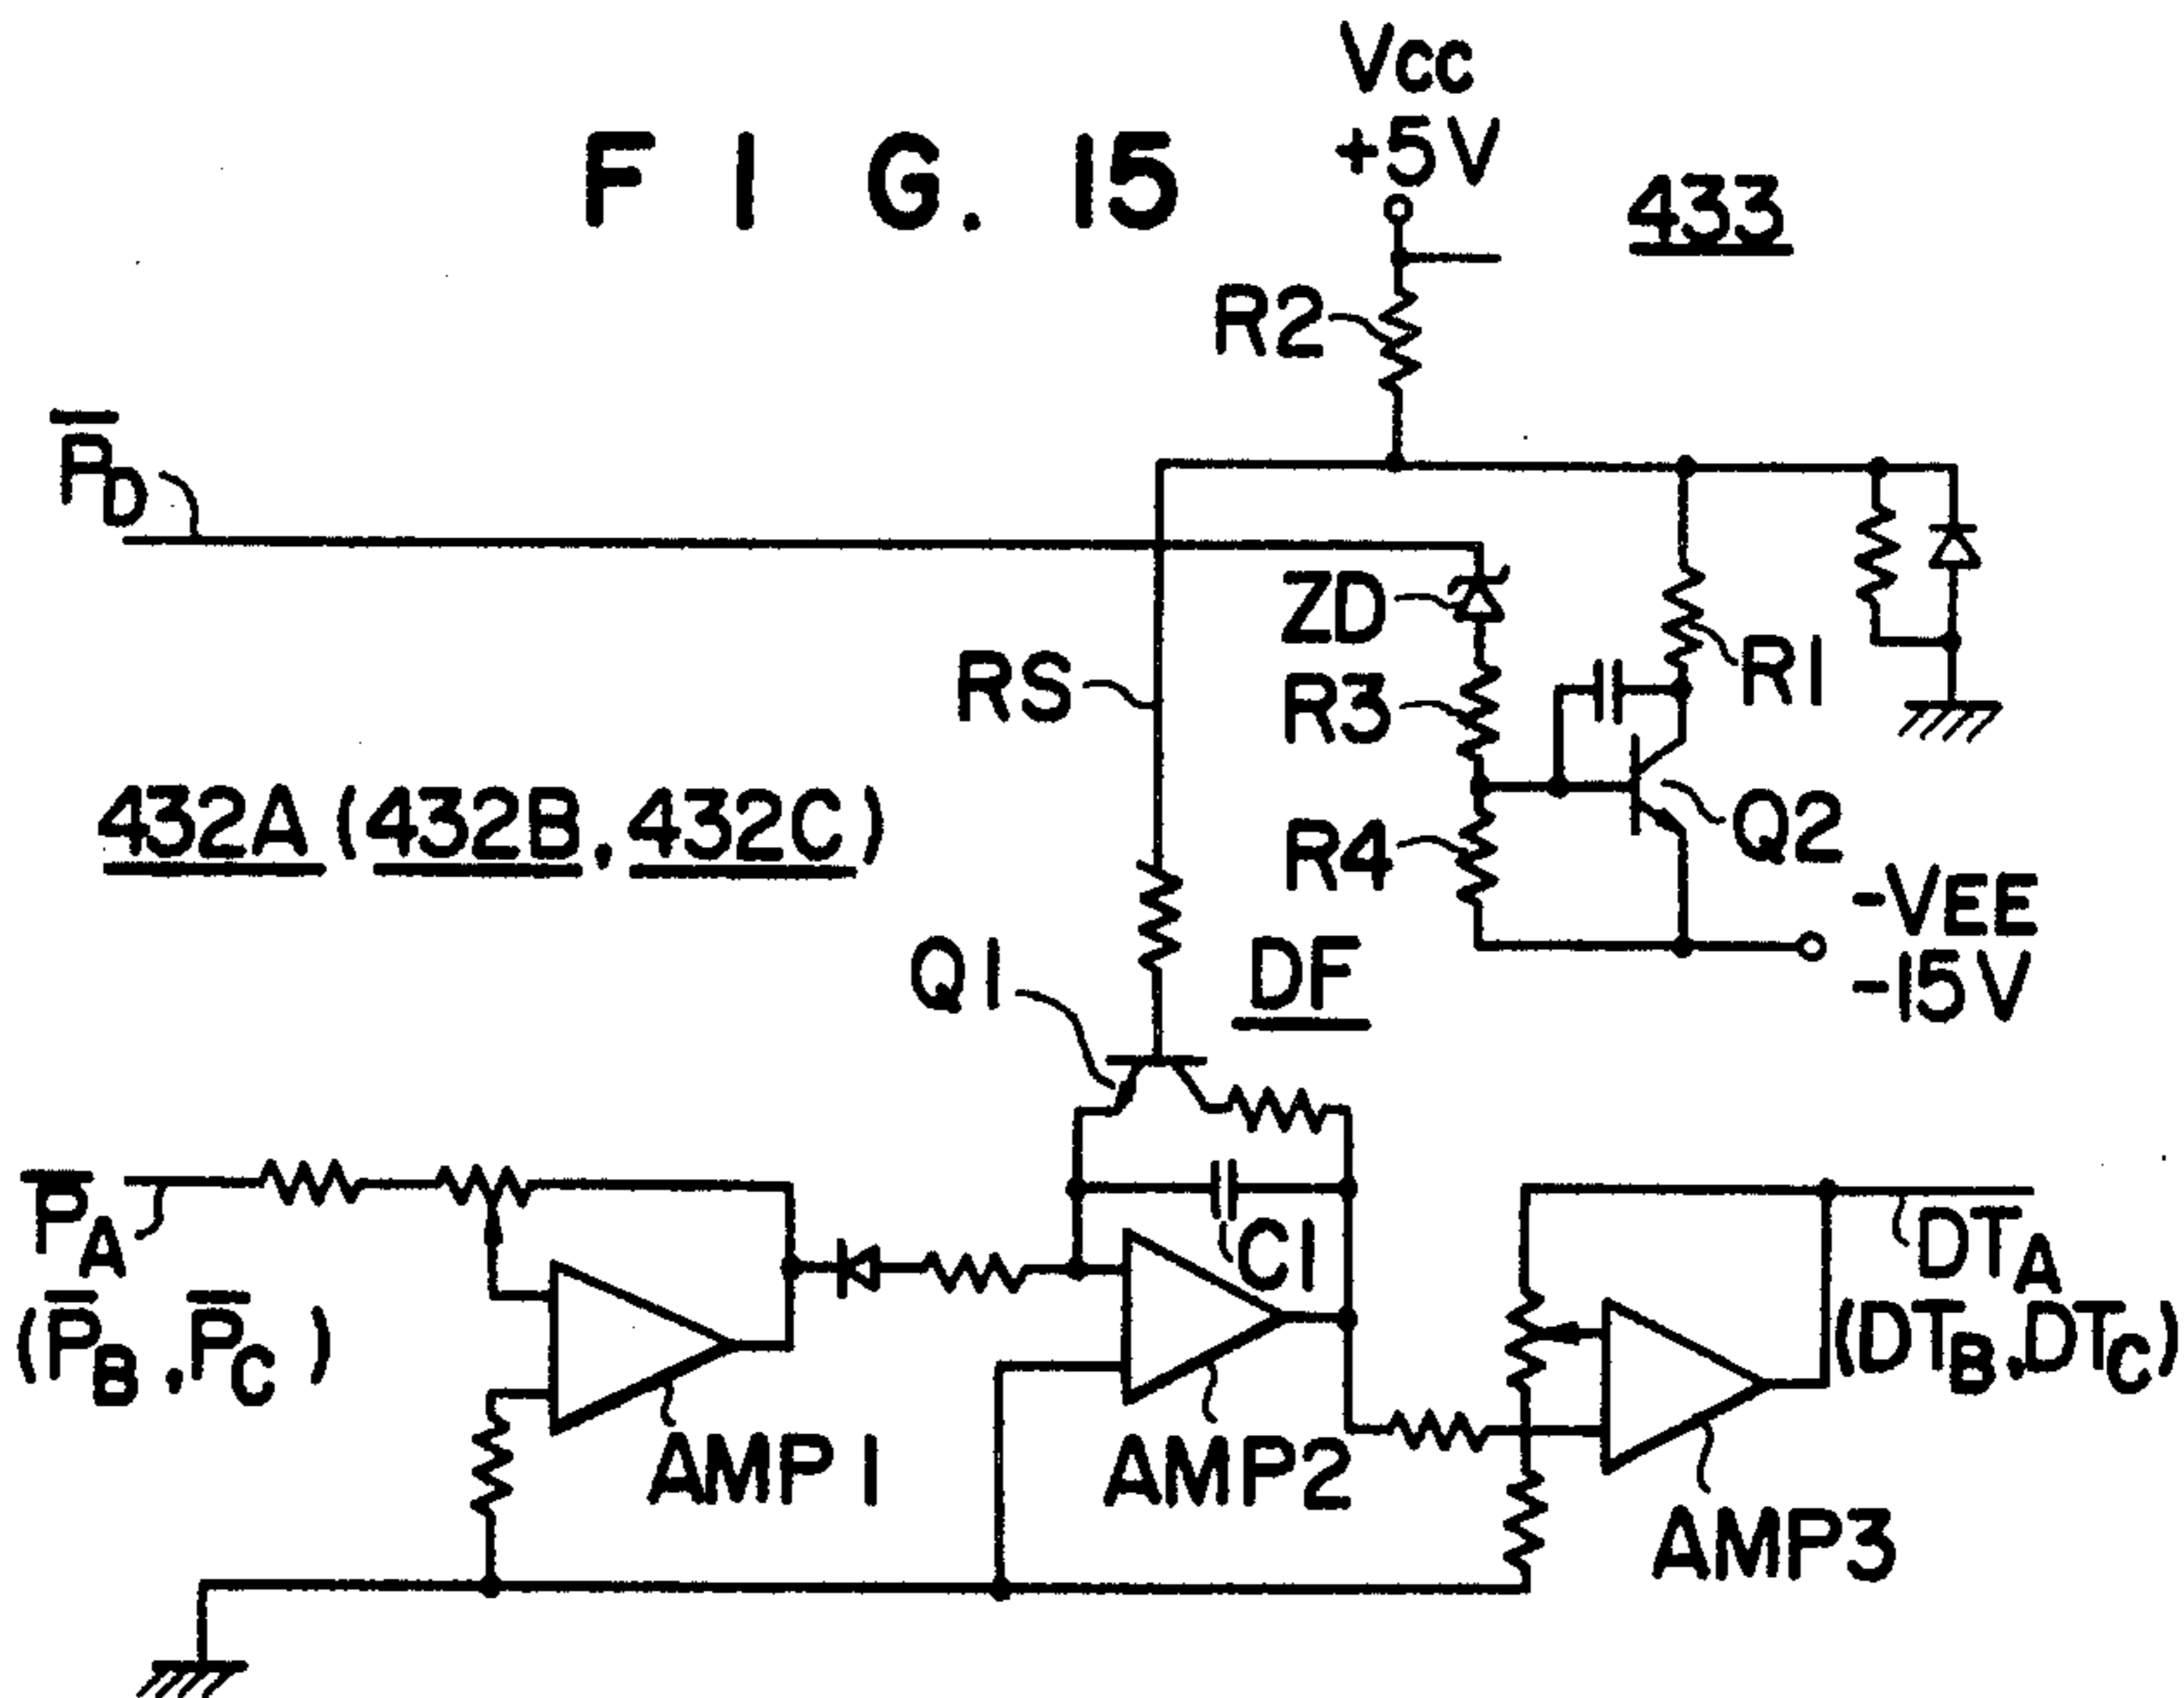 Vcc
+5V
F I G. 15
433
R2
P̅D
ZD
R1
RS
R3
432A (432B, 432C)
R4
Q2
-VEE
-15V
Q1
DF
P̅A
C1
DTA
(P̅B, P̅C)
(DTB, DTC)
AMP1
AMP2
AMP3